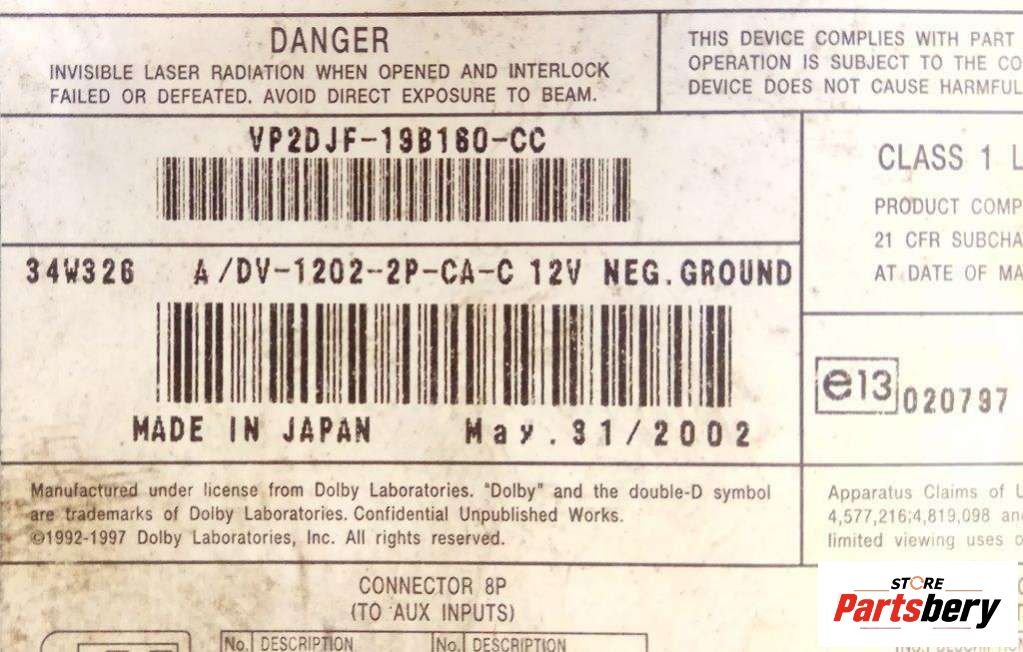 DANGER
INVISIBLE LASER RADIATION WHEN OPENED AND INTERLOCK
FAILED OR DEFEATED. AVOID DIRECT EXPOSURE TO BEAM.
THIS DEVICE COMPLIES WITH PART
OPERATION IS SUBJECT TO THE CO
DEVICE DOES NOT CAUSE HARMFUL
VP2DJF-19B160-CC
34W326 A/DV-1202-2P-CA-C 12V NEG.GROUND
MADE IN JAPAN May.31/2002
CLASS 1 L
PRODUCT COMP
21 CFR SUBCHA
AT DATE OF MA
e13 020797
Manufactured under license from Dolby Laboratories. "Dolby" and the double-D symbol
are trademarks of Dolby Laboratories. Confidential Unpublished Works.
©1992-1997 Dolby Laboratories, Inc. All rights reserved.
Apparatus Claims of U
4,577,216;4,819,098 and
limited viewing uses o
CONNECTOR 8P
(TO AUX INPUTS)
No. DESCRIPTION No. DESCRIPTION
STORE
Partsbery